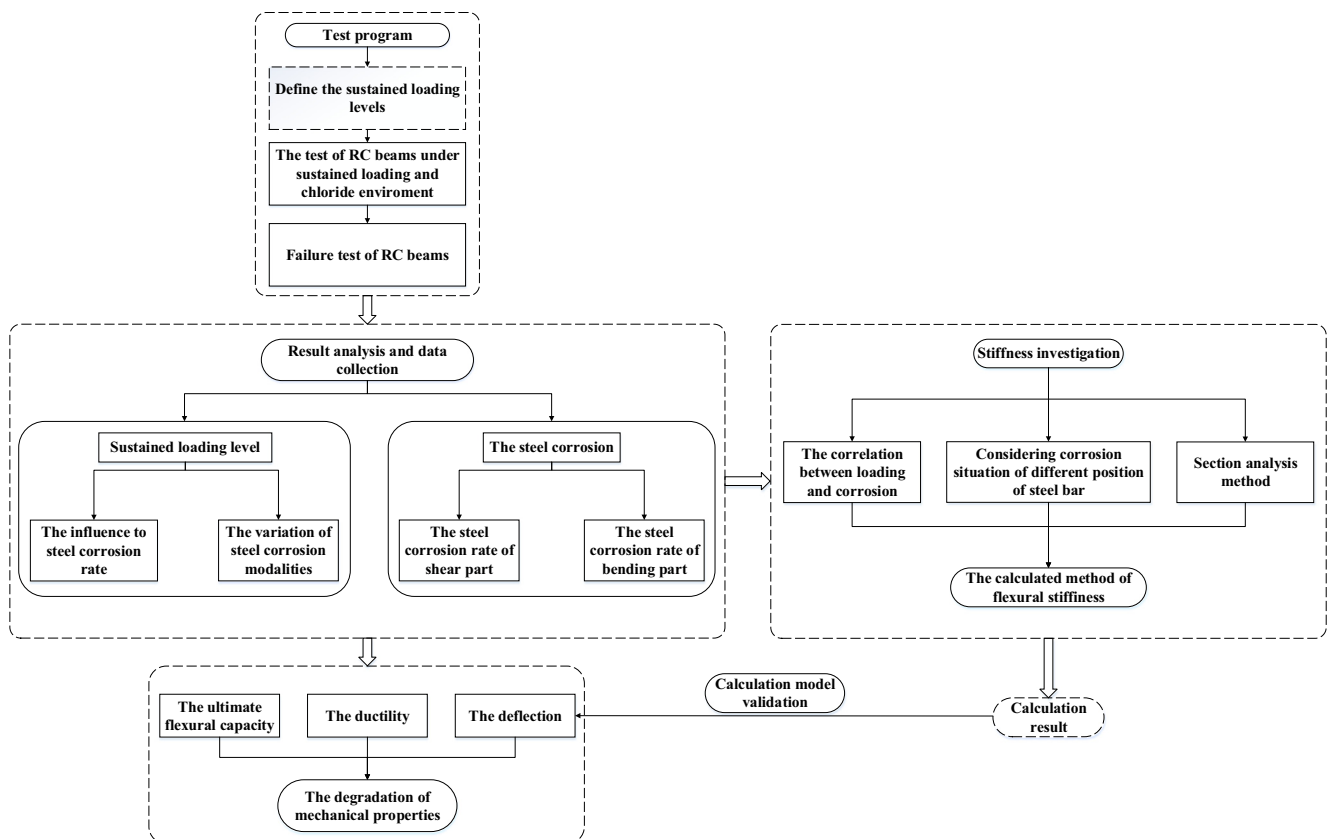 Test program
Define the sustained loading
levels
The test of RC beams under
sustained loading and
chloride enviroment
Failure test of RC beams
Result analysis and data
collection
Sustained loading level
The influence to
steel corrosion
rate
The variation of
steel corrosion
modalities
The steel corrosion
The steel
corrosion rate of
shear part
The steel
corrosion rate of
bending part
Stiffness investigation
The correlation
between loading
and corrosion
Considering corrosion
situation of different position
of steel bar
Section analysis
method
The calculated method of
flexural stiffness
The ultimate
flexural capacity
The ductility
The deflection
Calculation model
validation
Calculation
result
The degradation of
mechanical properties